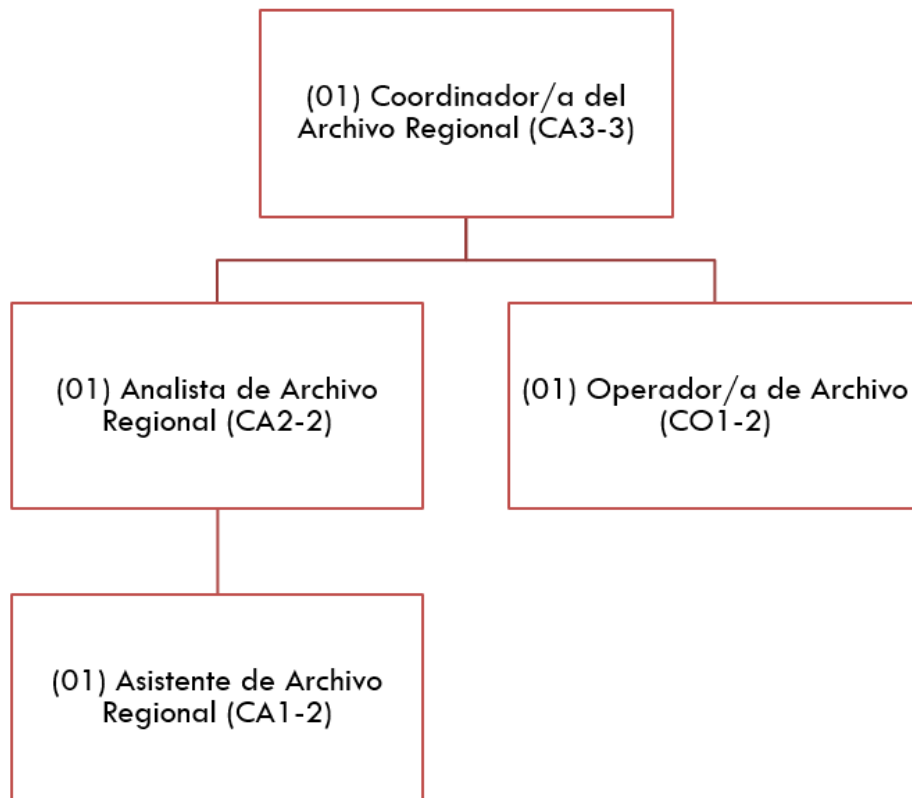 (01) Coordinador/a del
Archivo Regional (CA3-3)
(01) Analista de Archivo
Regional (CA2-2)
(01) Operador/a de Archivo
(CO1-2)
(01) Asistente de Archivo
Regional (CA1-2)